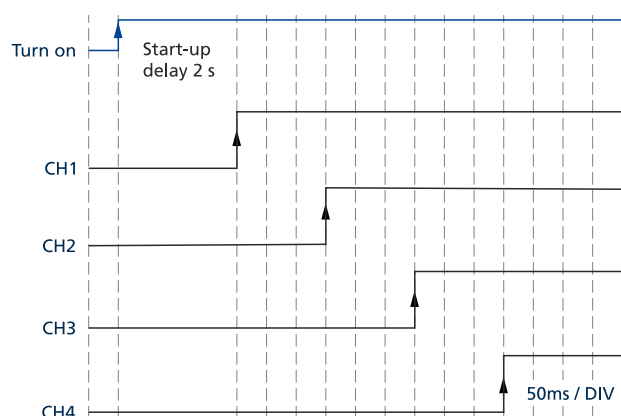 Turn on
Start-up
delay 2 s
CH1
CH2
CH3
CH4
50ms / DIV